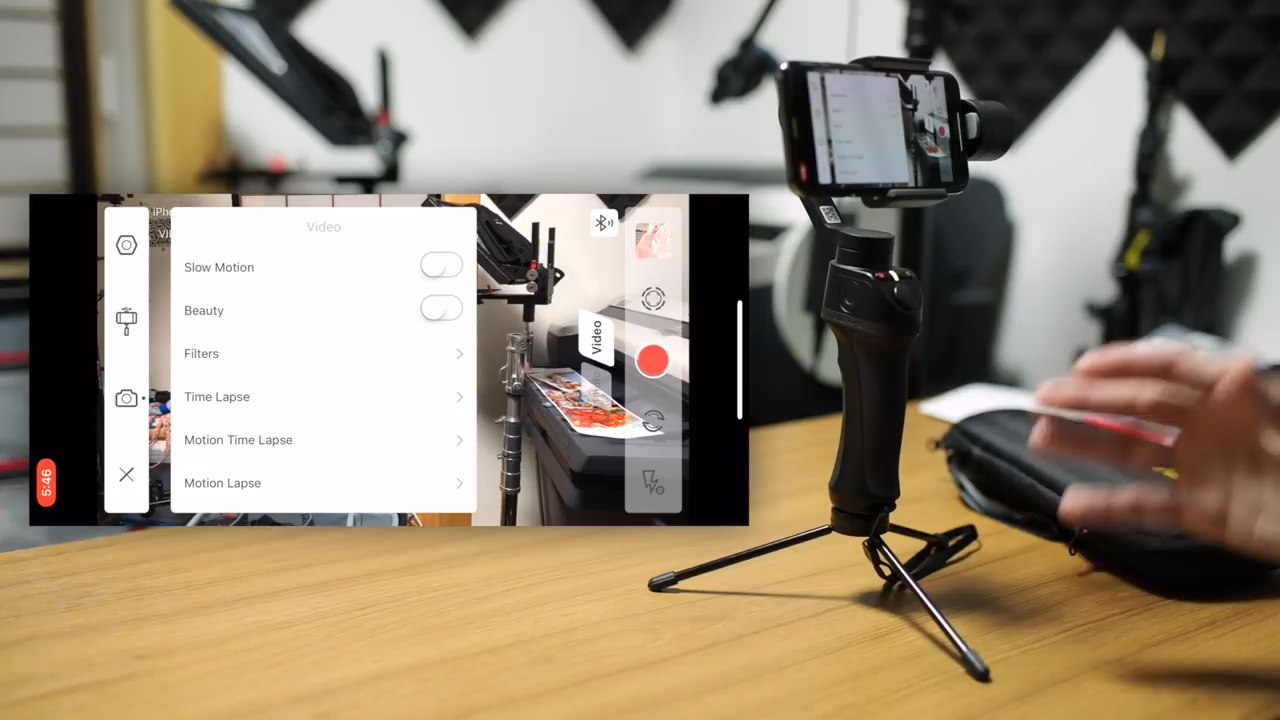 Video
Slow Motion
Beauty
Filters
Time Lapse
Motion Time Lapse
Motion Lapse
Video
5:46